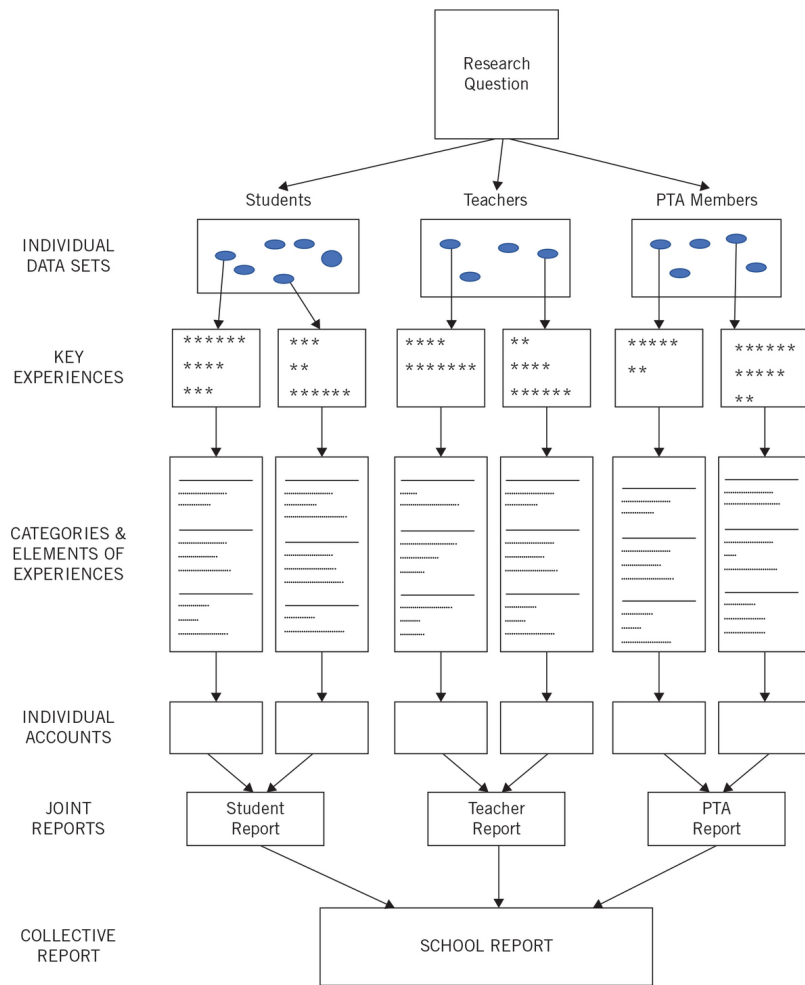 Research
Question
Students
Teachers
PTA Members
INDIVIDUAL
DATA SETS
KEY
EXPERIENCES
******
****
***
***
**
******
****
*******
**
****
******
*****
**
******
*****
**
CATEGORIES &
ELEMENTS OF
EXPERIENCES
INDIVIDUAL
ACCOUNTS
JOINT
REPORTS
Student
Report
Teacher
Report
PTA
Report
COLLECTIVE
REPORT
SCHOOL REPORT